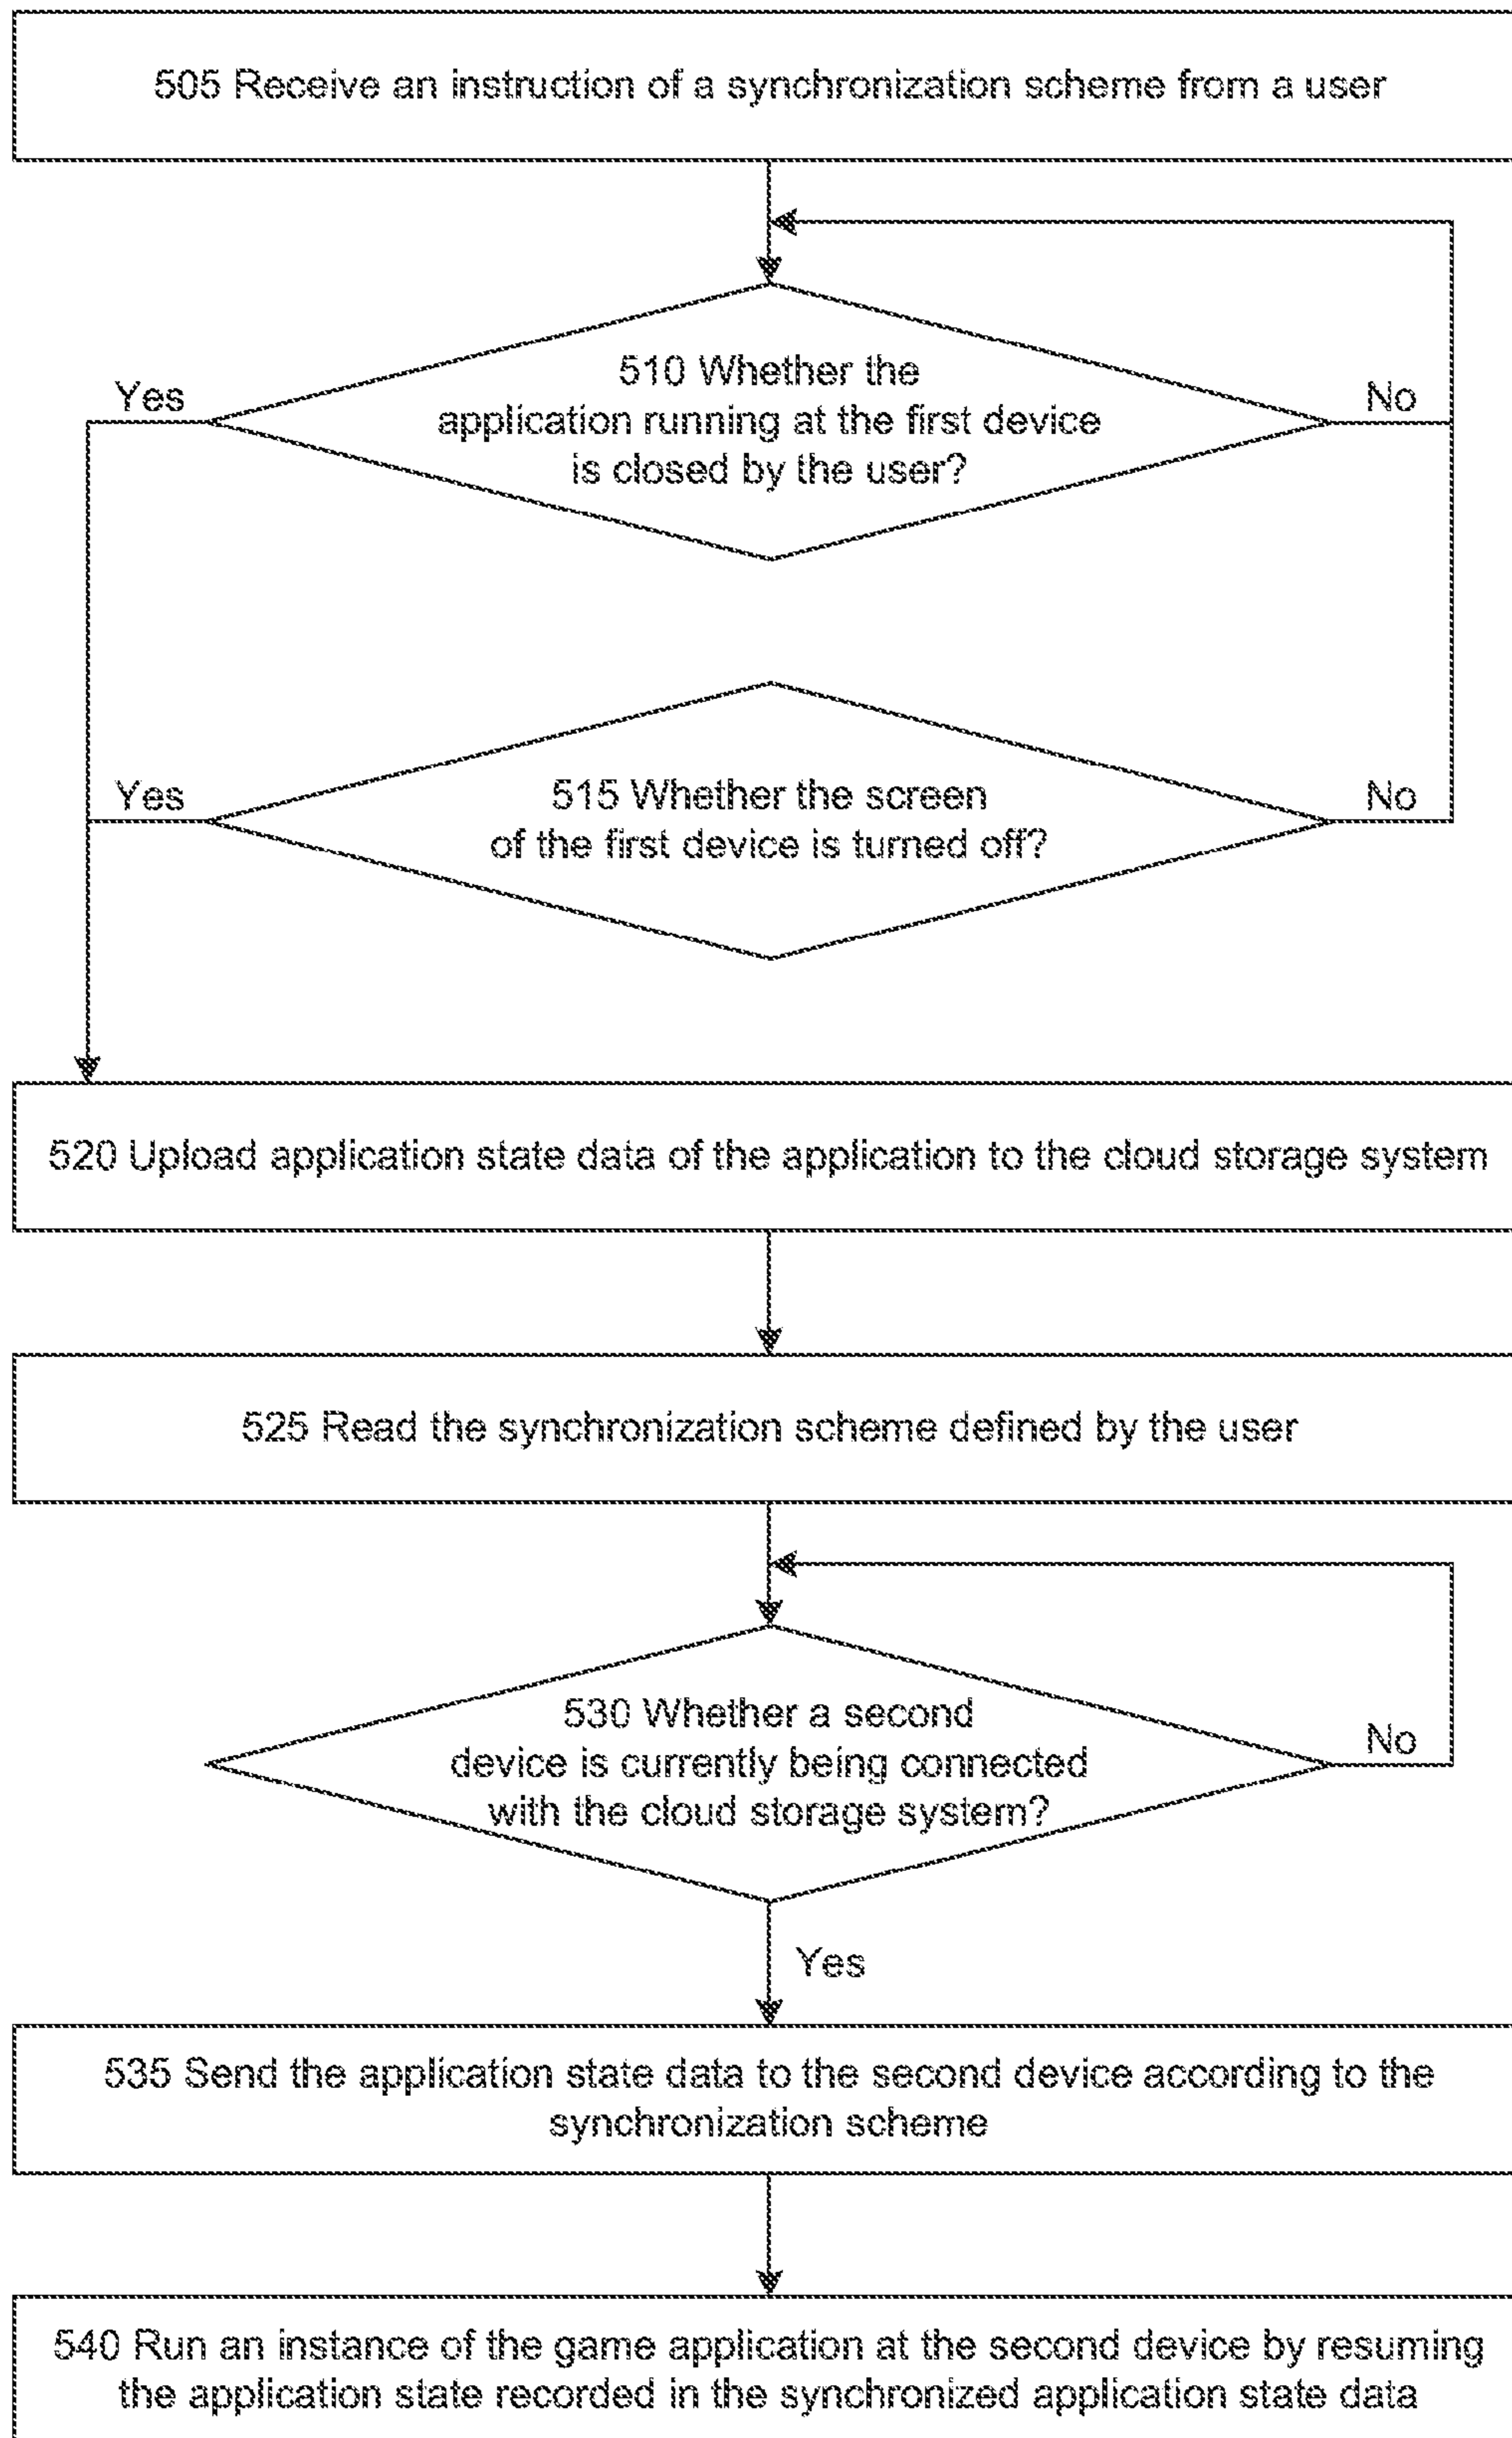 505 Receive an instruction of a synchronization scheme from a user
510 Whether the
application running at the first device
is closed by the user?
Yes
No
515 Whether the screen
of the first device is turned off?
Yes
No
520 Upload application state data of the application to the cloud storage system
525 Read the synchronization scheme defined by the user
530 Whether a second
device is currently being connected
with the cloud storage system?
No
Yes
535 Send the application state data to the second device according to the
synchronization scheme
540 Run an instance of the game application at the second device by resuming
the application state recorded in the synchronized application state data